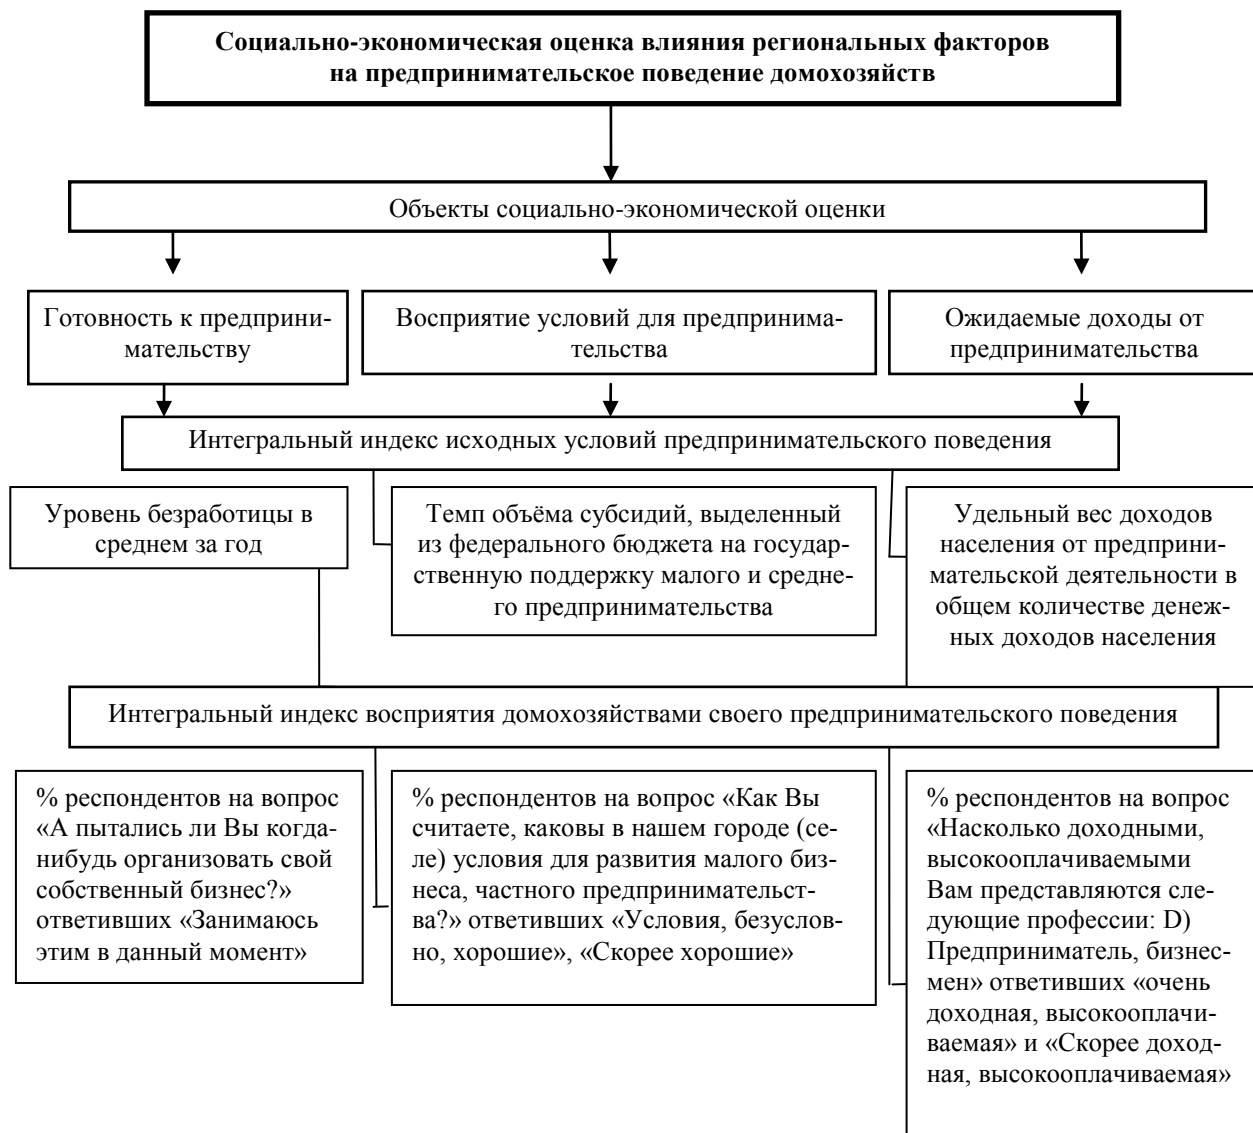 Социально-экономическая оценка влияния региональных факторов
на предпринимательское поведение домохозяйств
Объекты социально-экономической оценки
Готовность к предприни-
мательству
Восприятие условий для предпринима-
тельства
Ожидаемые доходы от
предпринимательства
Интегральный индекс исходных условий предпринимательского поведения
Уровень безработицы в
среднем за год
Темп объёма субсидий, выделенный
из федерального бюджета на государ-
ственную поддержку малого и средне-
го предпринимательства
Удельный вес доходов
населения от предприни-
мательской деятельности в
общем количестве денеж-
ных доходов населения
Интегральный индекс восприятия домохозяйствами своего предпринимательского поведения
% респондентов на вопрос
«А пытались ли Вы когда-
нибудь организовать свой
собственный бизнес?»
ответивших «Занимаюсь
этим в данный момент»
% респондентов на вопрос «Как Вы
считаете, каковы в нашем городе (се-
ле) условия для развития малого биз-
неса, частного предпринимательст-
ва?» ответивших «Условия, безуслов-
но, хорошие», «Скорее хорошие»
% респондентов на вопрос
«Насколько доходными,
высокооплачиваемыми
Вам представляются сле-
дующие профессии: D)
Предприниматель, бизнес-
мен» ответивших «очень
доходная, высокооплачи-
ваемая» и «Скорее доход-
ная, высокооплачиваемая»